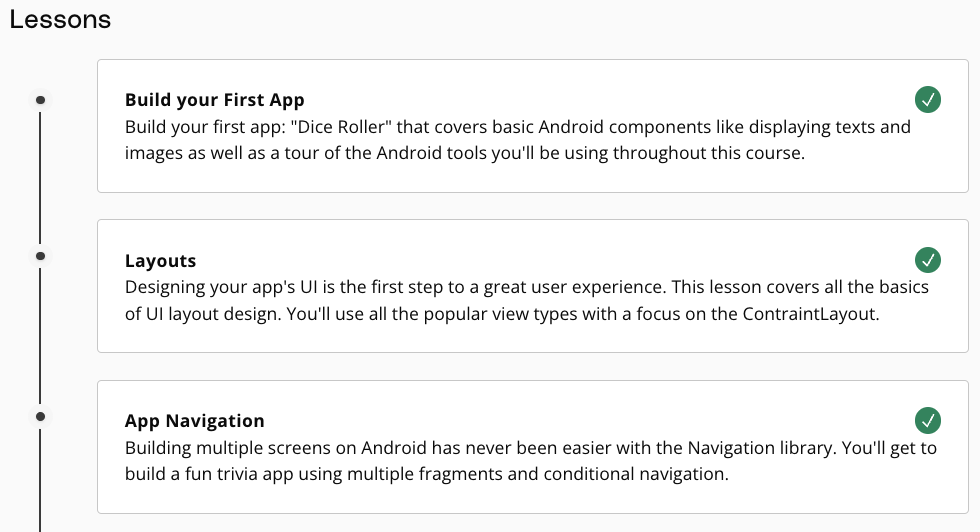 Lessons
Build your First App
Build your first app: "Dice Roller" that covers basic Android components like displaying texts and
images as well as a tour of the Android tools you'll be using throughout this course.
Layouts
Designing your app's UI is the first step to a great user experience. This lesson covers all the basics
of UI layout design. You'll use all the popular view types with a focus on the ContraintLayout.
App Navigation
Building multiple screens on Android has never been easier with the Navigation library. You'll get to
build a fun trivia app using multiple fragments and conditional navigation.